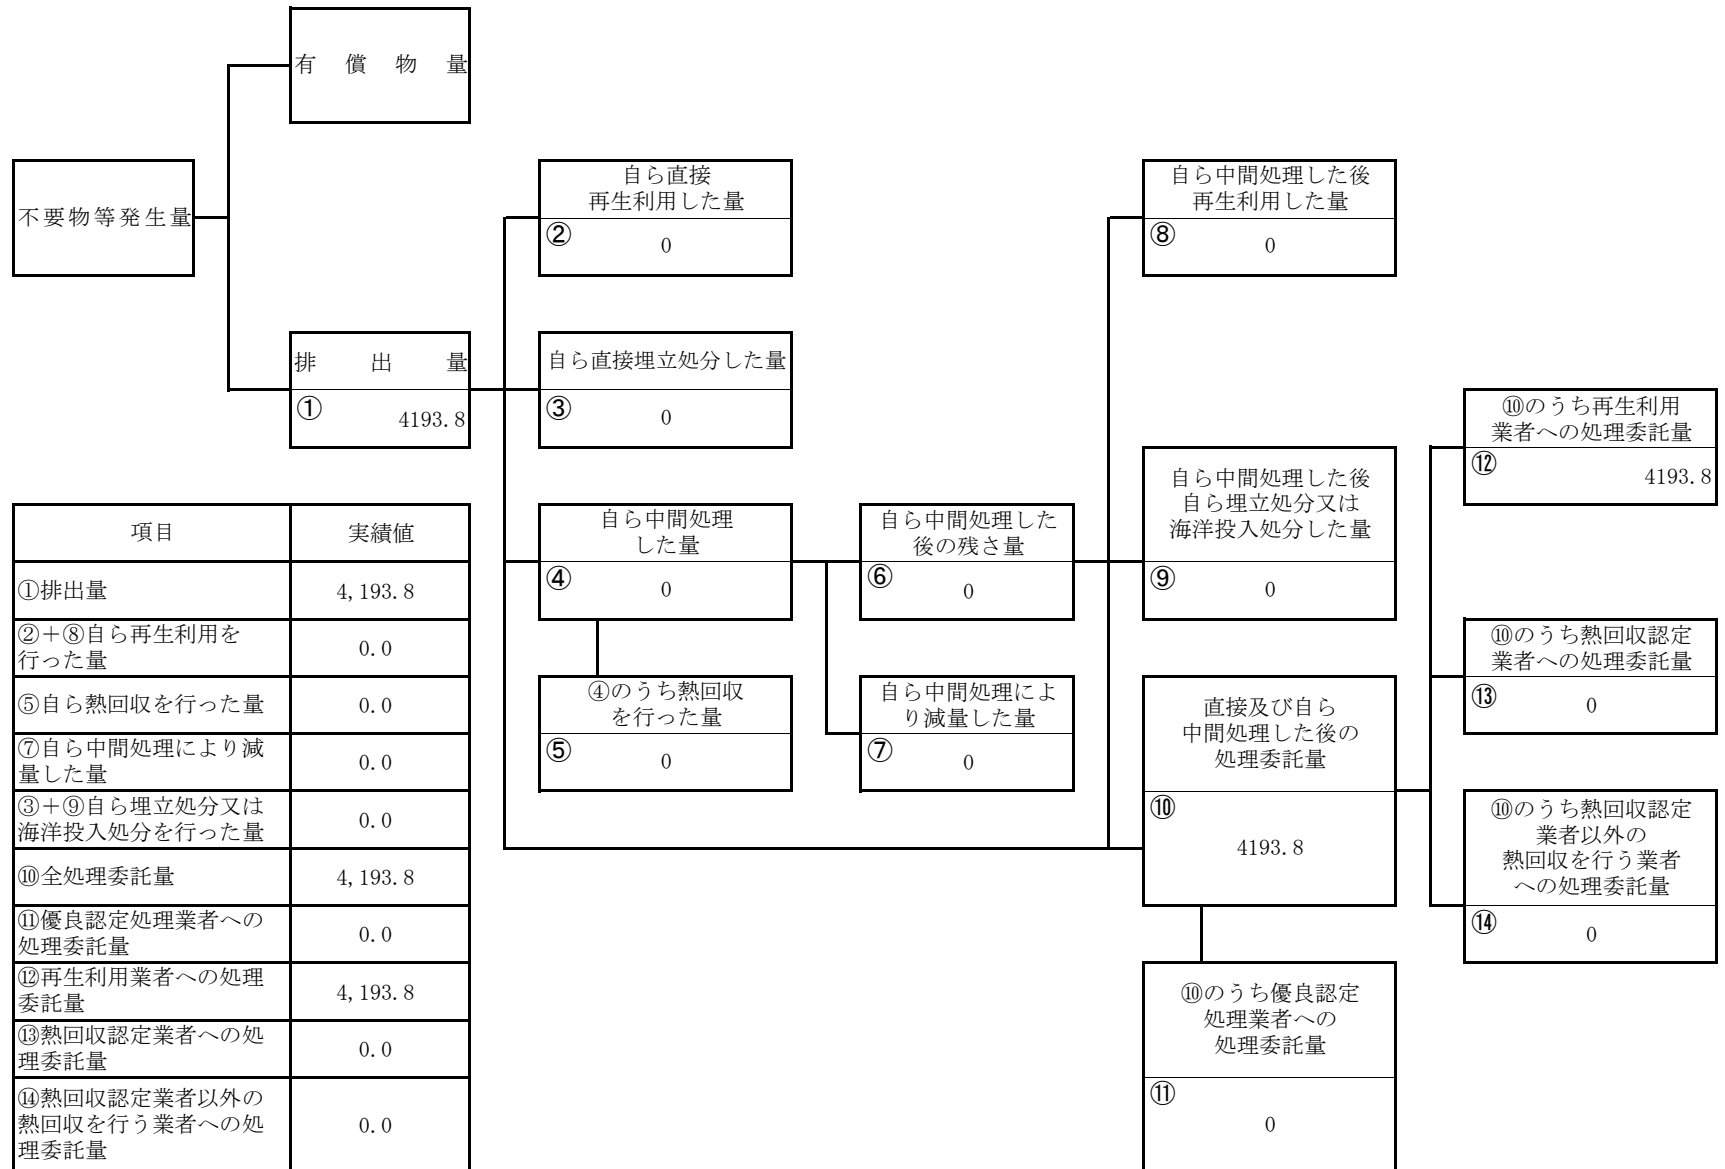 有償物量
不要物等発生量
自ら直接
再生利用した量
② 0
自ら中間処理した後
再生利用した量
⑧ 0
排出量
① 4193.8
自ら直接埋立処分した量
③ 0
⑩のうち再生利用
業者への処理委託量
⑫ 4193.8
自ら中間処理
した量
④ 0
自ら中間処理した
後の残さ量
⑥ 0
自ら中間処理した後
自ら埋立処分又は
海洋投入処分した量
⑨ 0
⑩のうち熱回収認定
業者への処理委託量
⑬ 0
④のうち熱回収
を行った量
⑤ 0
自ら中間処理によ
り減量した量
⑦ 0
直接及び自ら
中間処理した後の
処理委託量
⑩
4193.8
⑩のうち熱回収認定
業者以外の
熱回収を行う業者
への処理委託量
⑭ 0
⑩のうち優良認定
処理業者への
処理委託量
⑪
0
項目 実績値
①排出量 4,193.8
②＋⑧自ら再生利用を
行った量 0.0
⑤自ら熱回収を行った量 0.0
⑦自ら中間処理により減
量した量 0.0
③＋⑨自ら埋立処分又は
海洋投入処分を行った量 0.0
⑩全処理委託量 4,193.8
⑪優良認定処理業者への
処理委託量 0.0
⑫再生利用業者への処理
委託量 4,193.8
⑬熱回収認定業者への処
理委託量 0.0
⑭熱回収認定業者以外の
熱回収を行う業者への処 0.0
理委託量